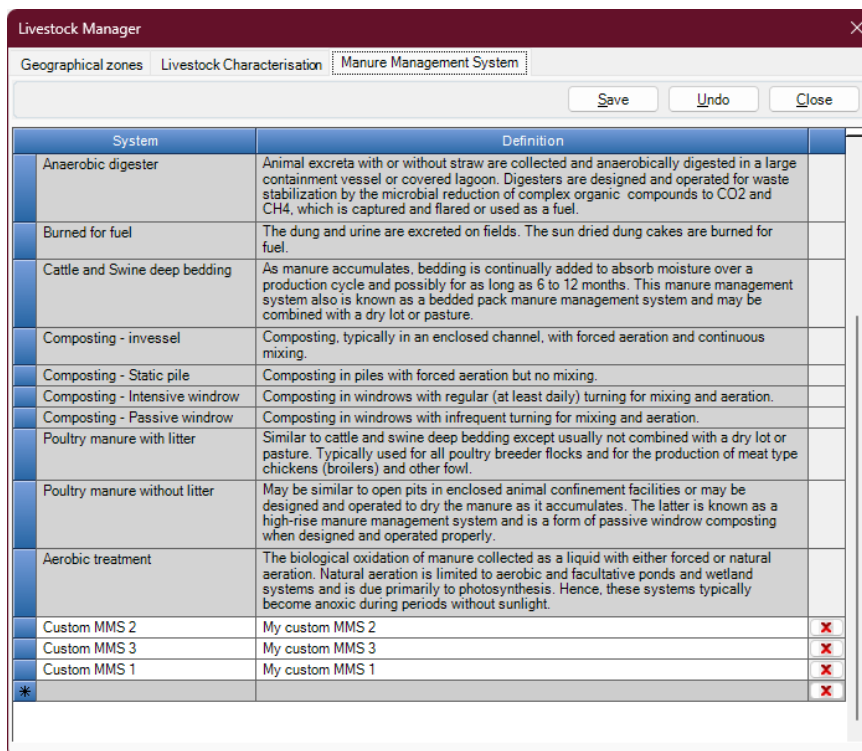 Livestock Manager
Geographical zones Livestock Characterisation Manure Management System
Save Undo Close
System Definition
Anaerobic digester Animal excreta with or without straw are collected and anaerobically digested in a large
containment vessel or covered lagoon. Digesters are designed and operated for waste
stabilization by the microbial reduction of complex organic compounds to CO2 and
CH4, which is captured and flared or used as a fuel.
Burned for fuel The dung and urine are excreted on fields. The sun dried dung cakes are burned for
fuel.
Cattle and Swine deep bedding As manure accumulates, bedding is continually added to absorb moisture over a
production cycle and possibly for as long as 6 to 12 months. This manure management
system also is known as a bedded pack manure management system and may be
combined with a dry lot or pasture.
Composting - invessel Composting, typically in an enclosed channel, with forced aeration and continuous
mixing.
Composting - Static pile Composting in piles with forced aeration but no mixing.
Composting - Intensive windrow Composting in windrows with regular (at least daily) turning for mixing and aeration.
Composting - Passive windrow Composting in windrows with infrequent turning for mixing and aeration.
Poultry manure with litter Similar to cattle and swine deep bedding except usually not combined with a dry lot or
pasture. Typically used for all poultry breeder flocks and for the production of meat type
chickens (broilers) and other fowl.
Poultry manure without litter May be similar to open pits in enclosed animal confinement facilities or may be
designed and operated to dry the manure as it accumulates. The latter is known as a
high-rise manure management system and is a form of passive windrow composting
when designed and operated properly.
Aerobic treatment The biological oxidation of manure collected as a liquid with either forced or natural
aeration. Natural aeration is limited to aerobic and facultative ponds and wetland
systems and is due primarily to photosynthesis. Hence, these systems typically
become anoxic during periods without sunlight.
Custom MMS 2 My custom MMS 2
Custom MMS 3 My custom MMS 3
Custom MMS 1 My custom MMS 1